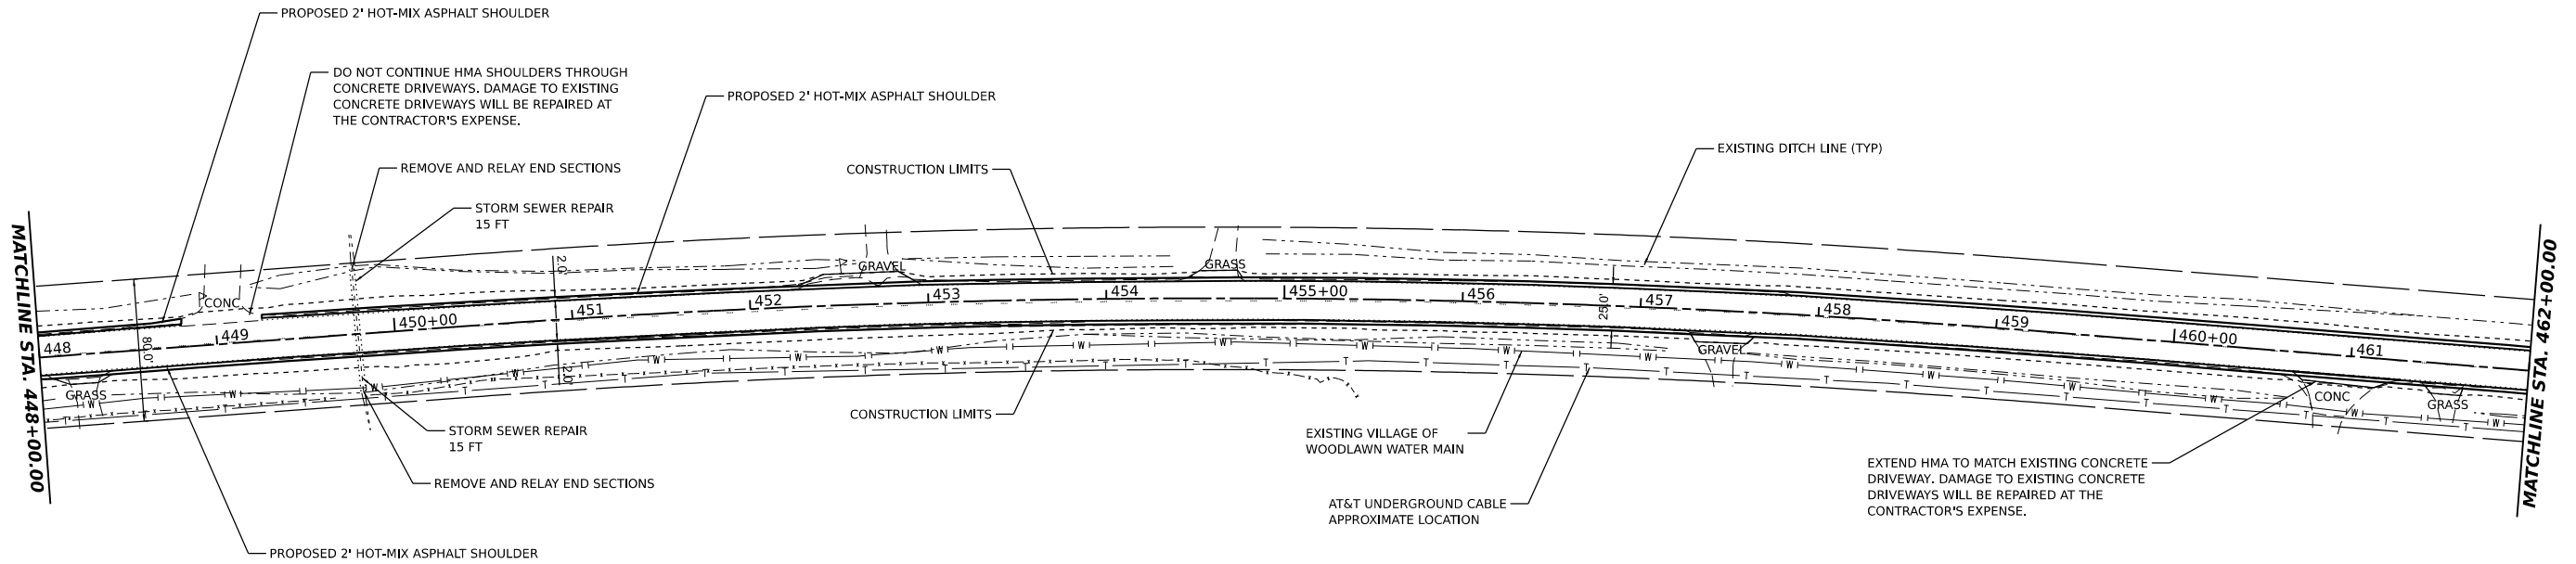 PROPOSED 2' HOT-MIX ASPHALT SHOULDER
DO NOT CONTINUE HMA SHOULDERS THROUGH
CONCRETE DRIVEWAYS. DAMAGE TO EXISTING
CONCRETE DRIVEWAYS WILL BE REPAIRED AT
THE CONTRACTOR'S EXPENSE.
PROPOSED 2' HOT-MIX ASPHALT SHOULDER
REMOVE AND RELAY END SECTIONS
CONSTRUCTION LIMITS
EXISTING DITCH LINE (TYP)
STORM SEWER REPAIR
15 FT
MATCHLINE STA. 448+00.00
MATCHLINE STA. 462+00.00
CONC
GRAVEL
GRASS
2.0'
80.0'
25.0'
2.0'
448
449
450+00
451
452
453
454
455+00
456
457
458
459
460+00
461
GRASS
GRAVEL
CONC
GRASS
W W W W W W W W W W W W W W W W W W
T T T T T T T T T T T T T T T T T T T T T T T T T T T T T T
CONSTRUCTION LIMITS
STORM SEWER REPAIR
15 FT
EXISTING VILLAGE OF
WOODLAWN WATER MAIN
REMOVE AND RELAY END SECTIONS
AT&T UNDERGROUND CABLE
APPROXIMATE LOCATION
EXTEND HMA TO MATCH EXISTING CONCRETE
DRIVEWAY. DAMAGE TO EXISTING CONCRETE
DRIVEWAYS WILL BE REPAIRED AT THE
CONTRACTOR'S EXPENSE.
PROPOSED 2' HOT-MIX ASPHALT SHOULDER